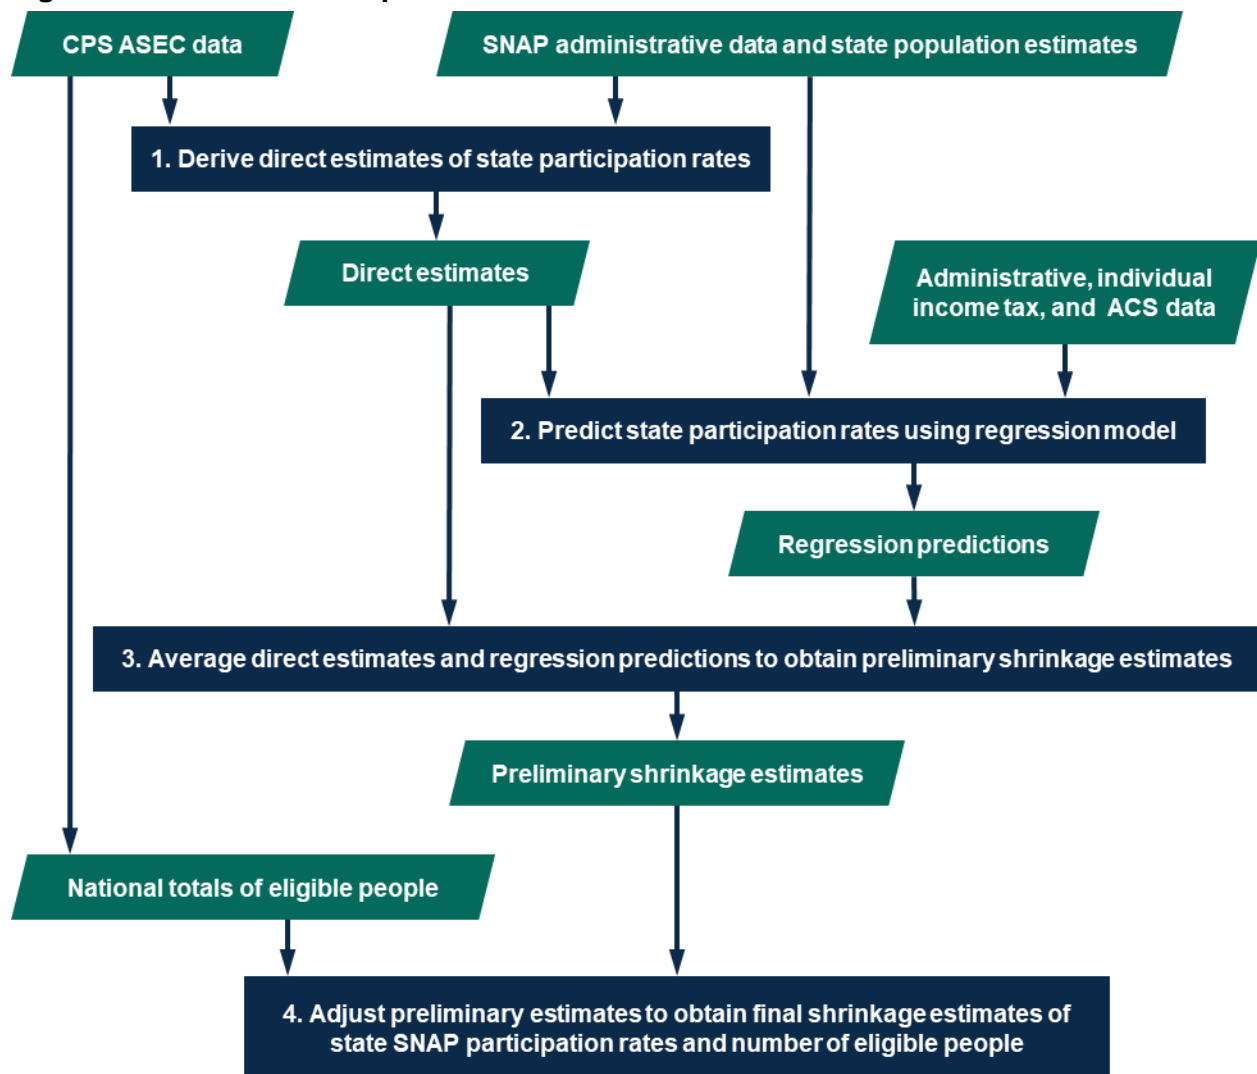 CPS ASEC data
SNAP administrative data and state population estimates
1. Derive direct estimates of state participation rates
Direct estimates
Administrative, individual
income tax, and ACS data
2. Predict state participation rates using regression model
Regression predictions
3. Average direct estimates and regression predictions to obtain preliminary shrinkage estimates
Preliminary shrinkage estimates
National totals of eligible people
4. Adjust preliminary estimates to obtain final shrinkage estimates of
state SNAP participation rates and number of eligible people